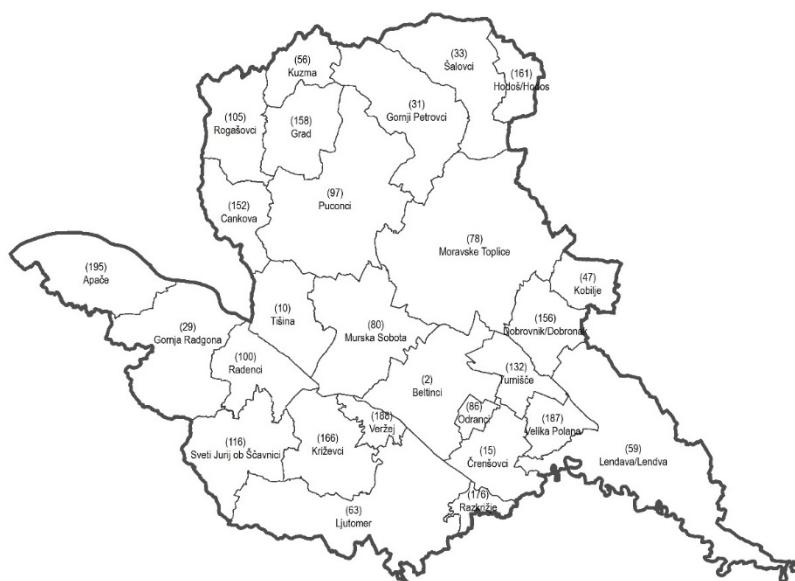 (33)
Šalovci
(56)
Kuzma
(161)
Hodoš/Hodos
(31)
Gornji Petrovci
(105)
Rogašovci
(158)
Grad
(97)
Puconci
(152)
Cankova
(78)
Moravske Toplice
(195)
Apače
(47)
Kobilje
(10)
Tišina
(156)
Dobrovnik/Dobronak
(29)
Gornja Radgona
(80)
Murska Sobota
(100)
Radenci
(132)
Turnišče
(2)
Beltinci
(86)
Odranci
(187)
Velika Polana
(188)
Veržej
(116)
Sveti Jurij ob Ščavnici
(166)
Križevci
(15)
Črenšovci
(59)
Lendava/Lendva
(176)
Razkrižje
(63)
Ljutomer